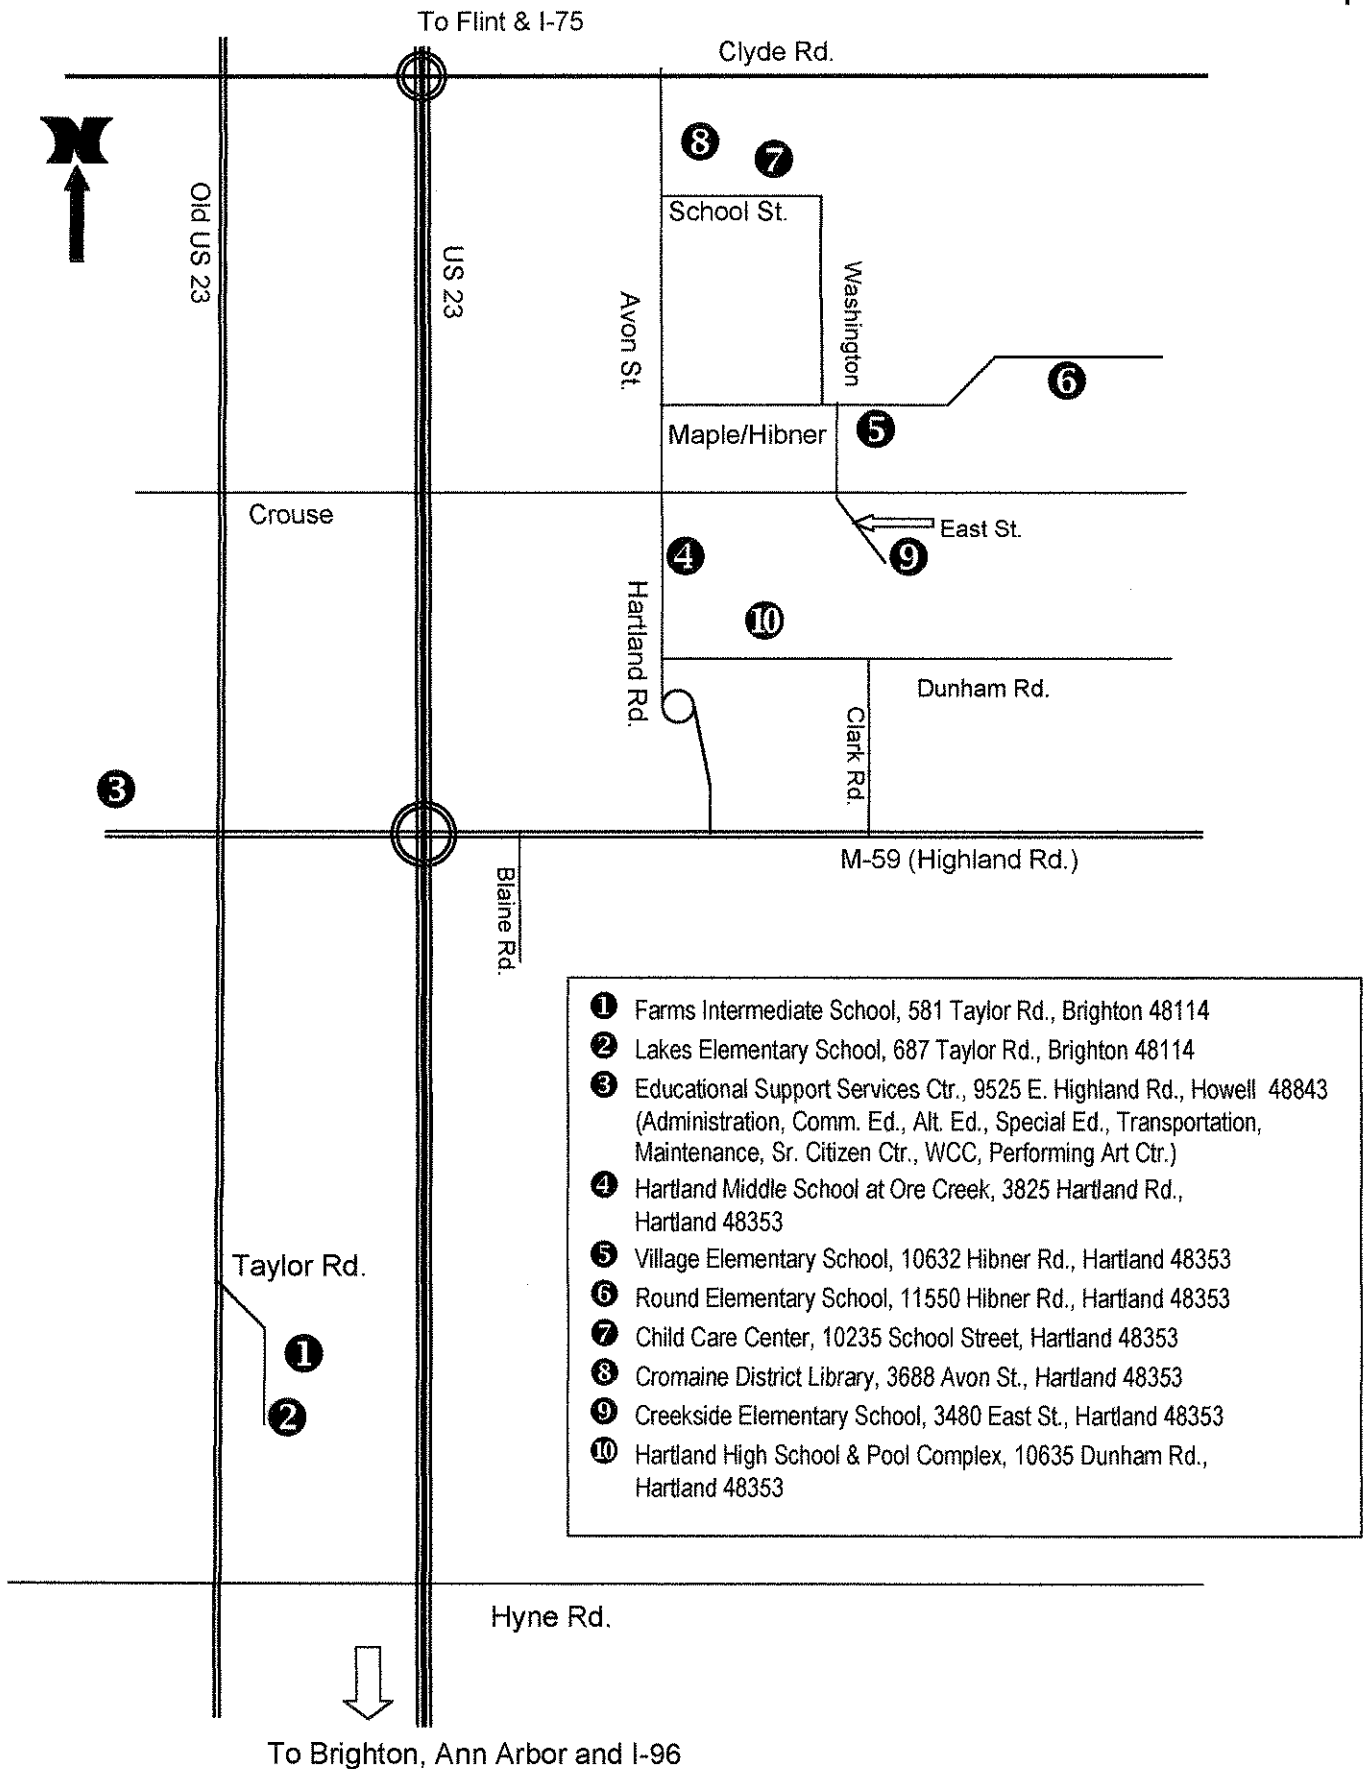 To Flint & I-75
Clyde Rd.
N
8
7
Old US 23
School St.
US 23
Washington
Avon St.
6
Maple/Hibner
5
Crouse
East St.
4
9
Hartland Rd.
10
Dunham Rd.
Clark Rd.
3
M-59 (Highland Rd.)
Blaine Rd.
1 Farms Intermediate School, 581 Taylor Rd., Brighton 48114
2 Lakes Elementary School, 687 Taylor Rd., Brighton 48114
3 Educational Support Services Ctr., 9525 E. Highland Rd., Howell 48843
(Administration, Comm. Ed., Alt. Ed., Special Ed., Transportation,
Maintenance, Sr. Citizen Ctr., WCC, Performing Art Ctr.)
4 Hartland Middle School at Ore Creek, 3825 Hartland Rd.,
Hartland 48353
5 Village Elementary School, 10632 Hibner Rd., Hartland 48353
6 Round Elementary School, 11550 Hibner Rd., Hartland 48353
7 Child Care Center, 10235 School Street, Hartland 48353
8 Cromaine District Library, 3688 Avon St., Hartland 48353
9 Creekside Elementary School, 3480 East St., Hartland 48353
10 Hartland High School & Pool Complex, 10635 Dunham Rd.,
Hartland 48353
Taylor Rd.
1
2
Hyne Rd.
To Brighton, Ann Arbor and I-96